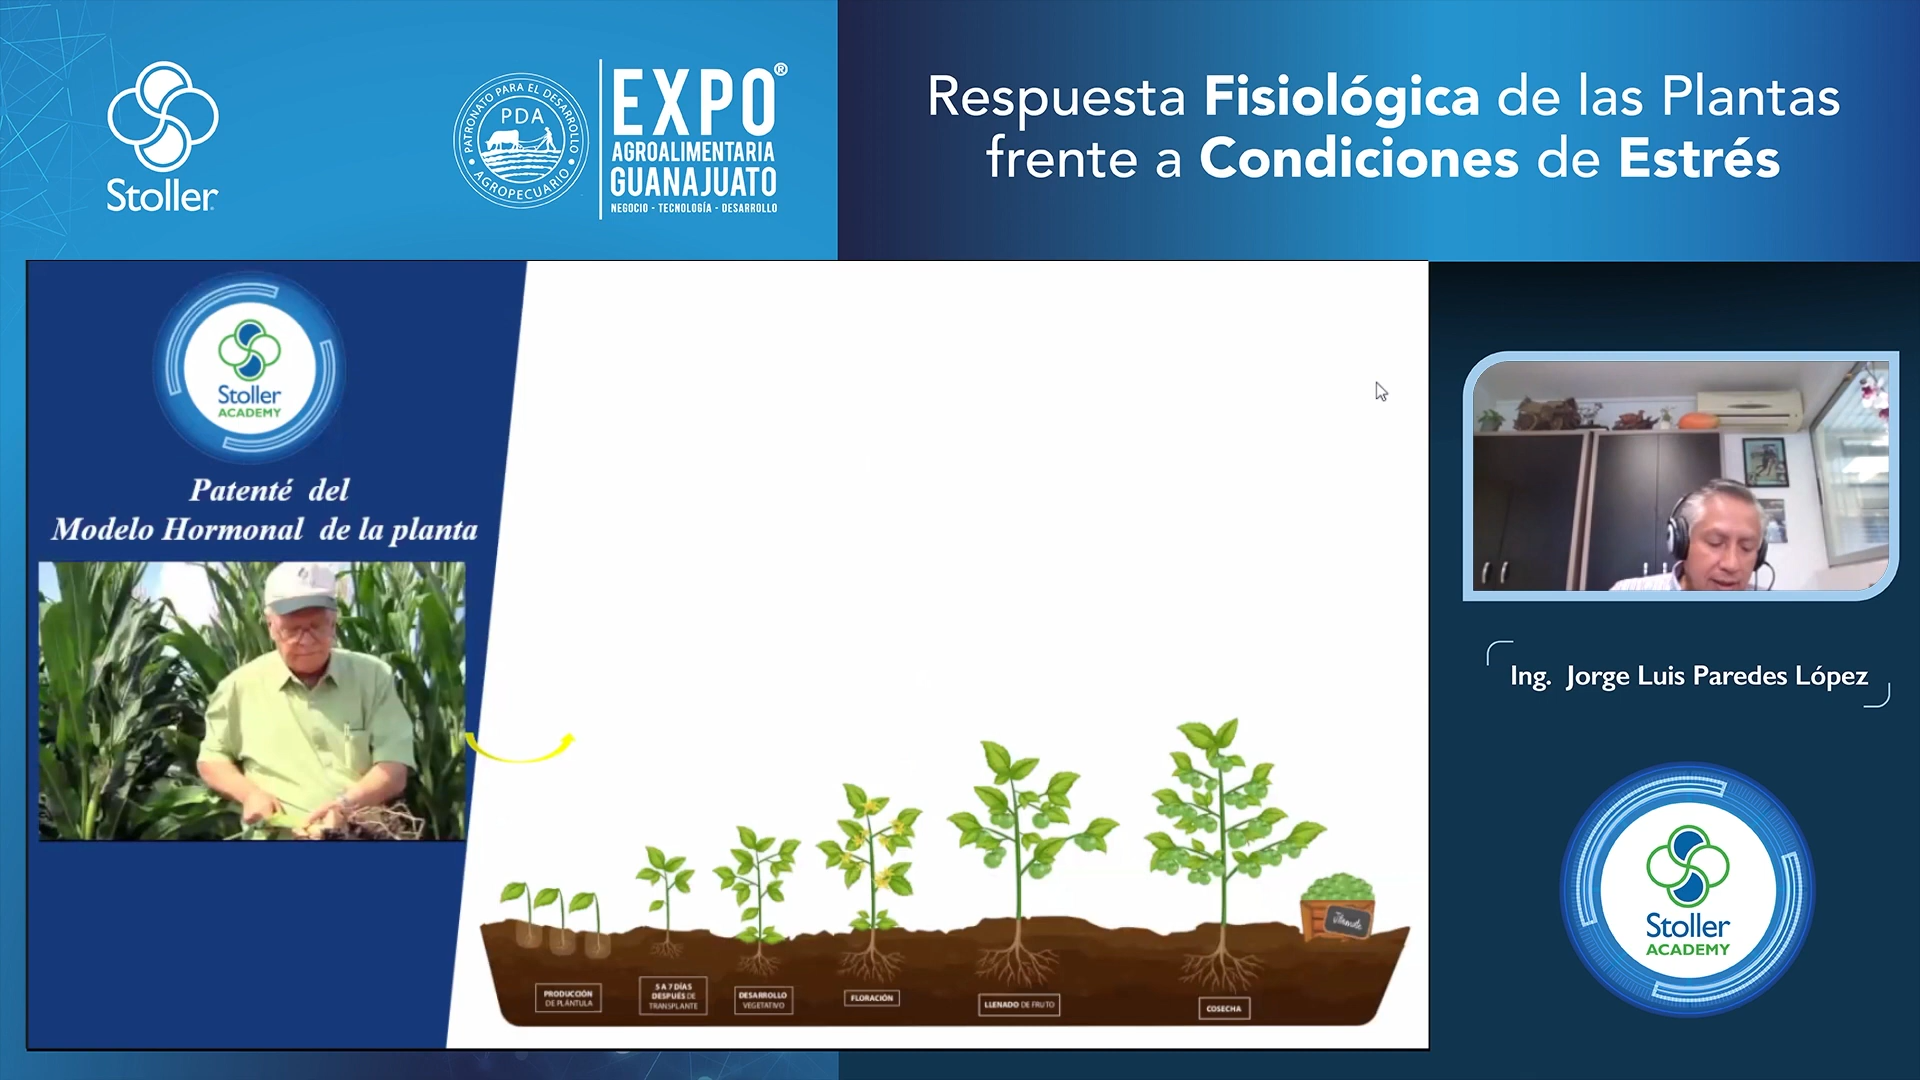 Stoller
PATRONATO PARA EL DESARROLLO
PDA
AGROPECUARIO
EXPO®
AGROALIMENTARIA
GUANAJUATO
NEGOCIO - TECNOLOGÍA - DESARROLLO
Respuesta Fisiológica de las Plantas
frente a Condiciones de Estrés
Stoller
ACADEMY
Patenté del
Modelo Hormonal de la planta
PRODUCCIÓN
DE PLÁNTULA
5 A 7 DÍAS
DESPUÉS DE
TRANSPLANTE
DESARROLLO
VEGETATIVO
FLORACIÓN
LLENADO DE FRUTO
COSECHA
Ing. Jorge Luis Paredes López
Stoller
ACADEMY